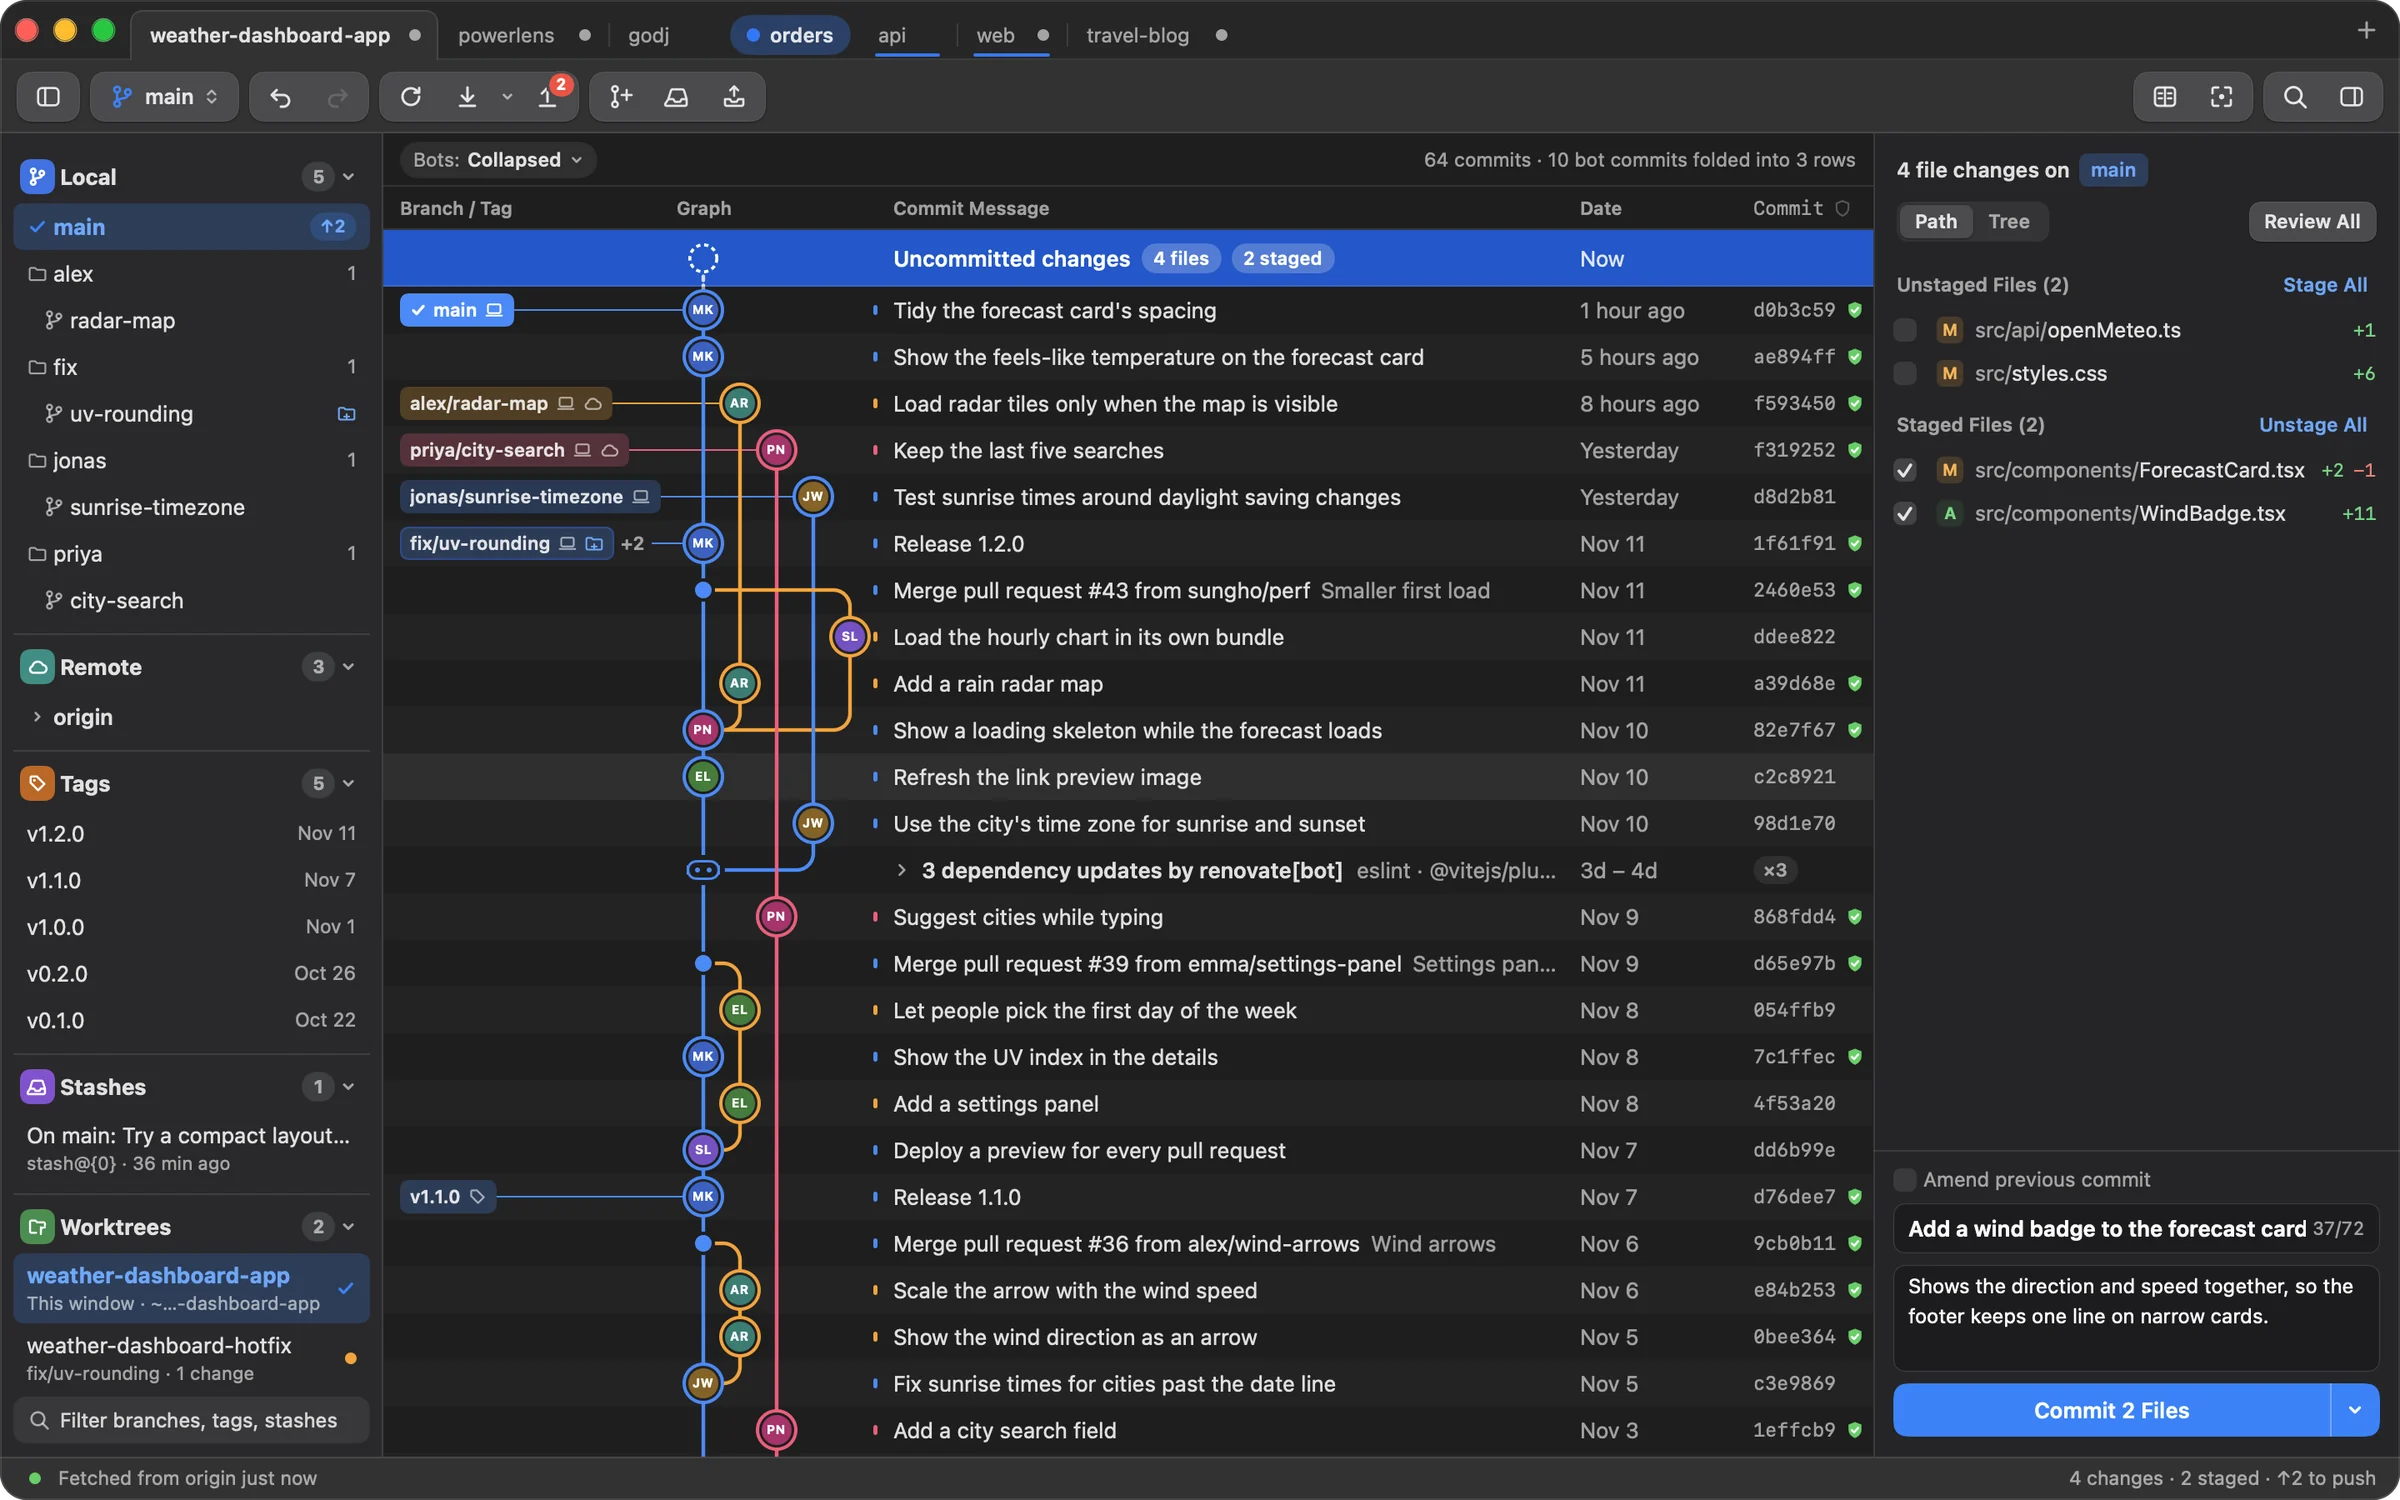 weather-dashboard-app powerlens godj orders api web travel-blog
main 2
Local 5
main ↑2
alex 1
radar-map
fix 1
uv-rounding
jonas 1
sunrise-timezone
priya 1
city-search
Remote 3
origin
Tags 5
v1.2.0 Nov 11
v1.1.0 Nov 7
v1.0.0 Nov 1
v0.2.0 Oct 26
v0.1.0 Oct 22
Stashes 1
On main: Try a compact layout...
stash@{0} · 36 min ago
Worktrees 2
weather-dashboard-app
This window · ~...-dashboard-app
weather-dashboard-hotfix
fix/uv-rounding · 1 change
Filter branches, tags, stashes
Bots: Collapsed 64 commits · 10 bot commits folded into 3 rows
Branch / Tag Graph Commit Message Date Commit
Uncommitted changes 4 files 2 staged Now
main MK Tidy the forecast card's spacing 1 hour ago d0b3c59
MK Show the feels-like temperature on the forecast card 5 hours ago ae894ff
alex/radar-map AR Load radar tiles only when the map is visible 8 hours ago f593450
priya/city-search PN Keep the last five searches Yesterday f319252
jonas/sunrise-timezone JW Test sunrise times around daylight saving changes Yesterday d8d2b81
fix/uv-rounding +2 MK Release 1.2.0 Nov 11 1f61f91
Merge pull request #43 from sungho/perf Smaller first load Nov 11 2460e53
SL Load the hourly chart in its own bundle Nov 11 ddee822
AR Add a rain radar map Nov 11 a39d68e
PN Show a loading skeleton while the forecast loads Nov 10 82e7f67
EL Refresh the link preview image Nov 10 c2c8921
JW Use the city's time zone for sunrise and sunset Nov 10 98d1e70
3 dependency updates by renovate[bot] eslint · @vitejs/plu... 3d – 4d ×3
PN Suggest cities while typing Nov 9 868fdd4
Merge pull request #39 from emma/settings-panel Settings pan... Nov 9 d65e97b
EL Let people pick the first day of the week Nov 8 054ffb9
MK Show the UV index in the details Nov 8 7c1ffec
EL Add a settings panel Nov 8 4f53a20
SL Deploy a preview for every pull request Nov 7 dd6b99e
v1.1.0 MK Release 1.1.0 Nov 7 d76dee7
Merge pull request #36 from alex/wind-arrows Wind arrows Nov 6 9cb0b11
AR Scale the arrow with the wind speed Nov 6 e84b253
AR Show the wind direction as an arrow Nov 5 0bee364
JW Fix sunrise times for cities past the date line Nov 5 c3e9869
PN Add a city search field Nov 3 1effcb9
4 file changes on main
Path Tree Review All
Unstaged Files (2) Stage All
M src/api/openMeteo.ts +1
M src/styles.css +6
Staged Files (2) Unstage All
M src/components/ForecastCard.tsx +2 −1
A src/components/WindBadge.tsx +11
Amend previous commit
Add a wind badge to the forecast card 37/72
Shows the direction and speed together, so the
footer keeps one line on narrow cards.
Commit 2 Files
Fetched from origin just now 4 changes · 2 staged · ↑2 to push